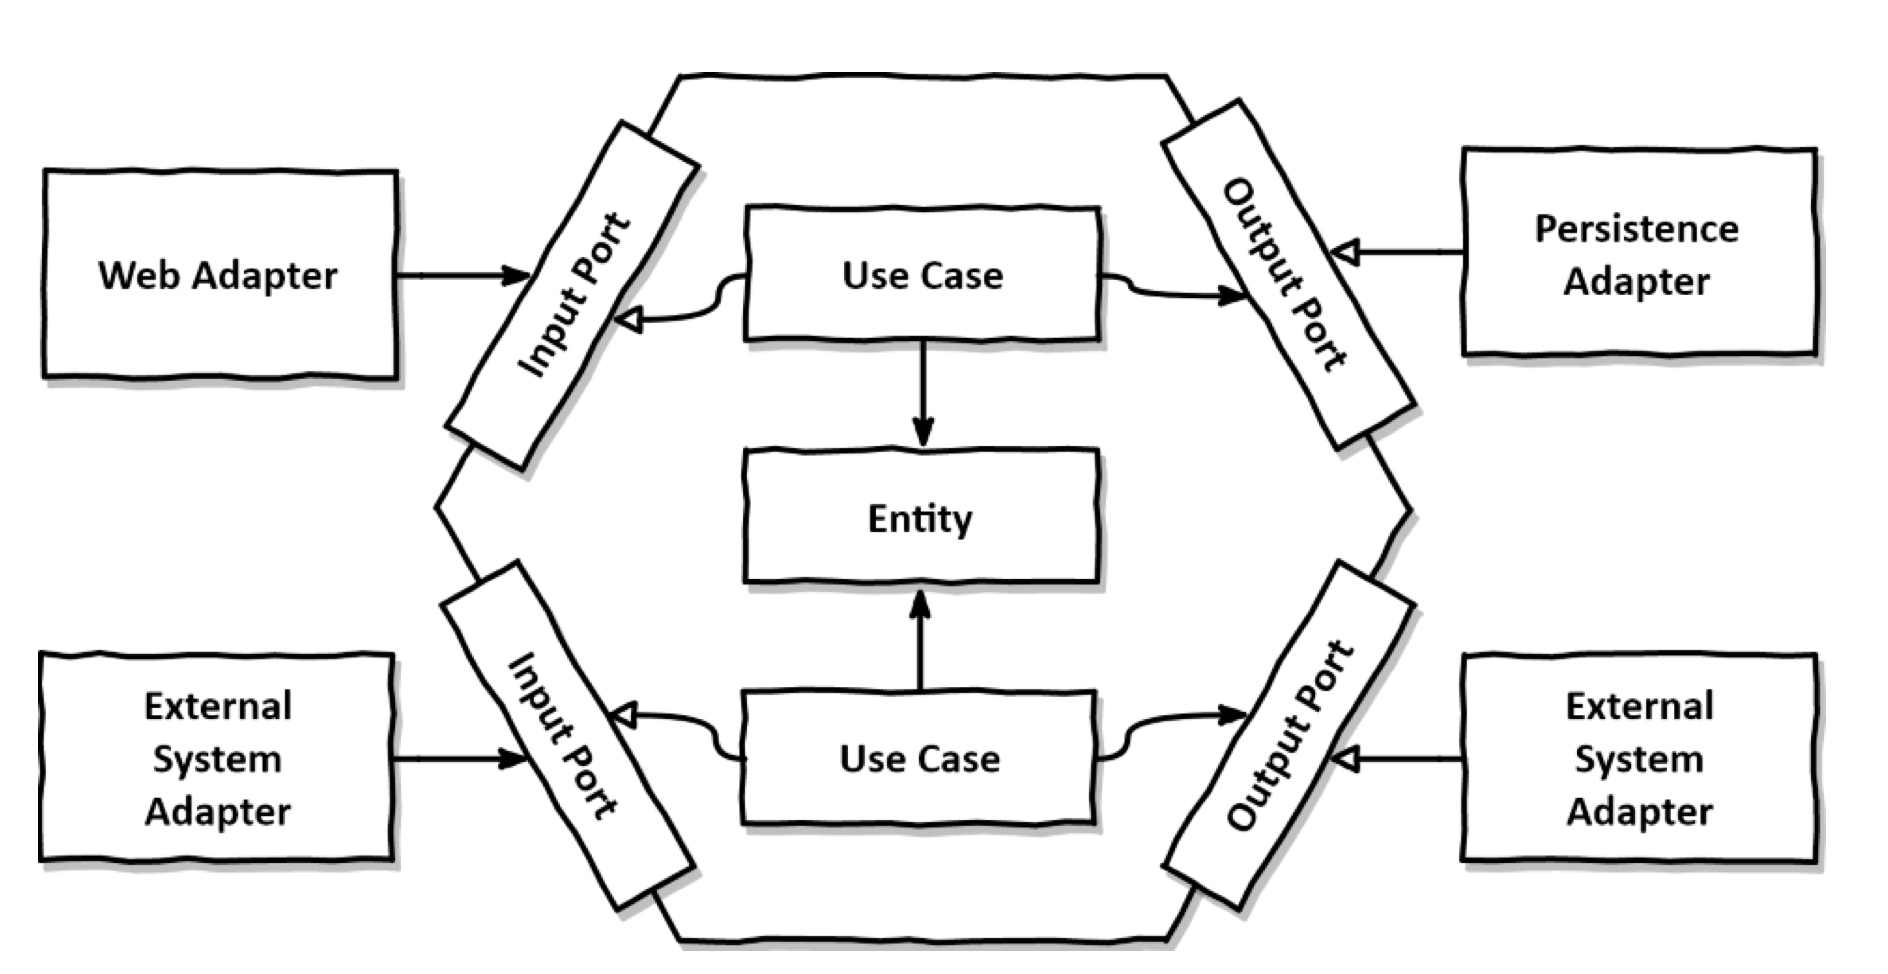 Web Adapter
Input Port
Use Case
Output Port
Persistence
Adapter
Entity
External
System
Adapter
Input Port
Use Case
Output Port
External
System
Adapter